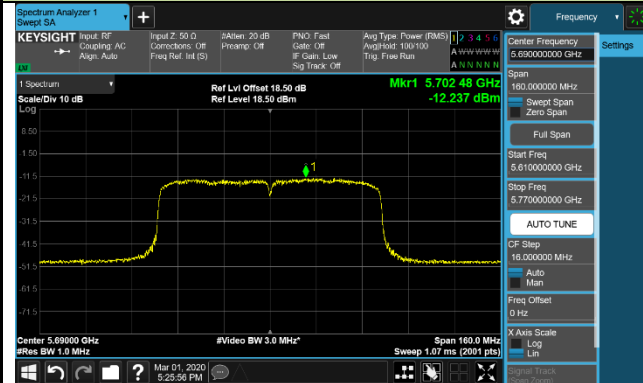 Spectrum Analyzer 1
Swept SA
Frequency
KEYSIGHT
Input: RF
Coupling: AC
Align: Auto
Input Z: 50 Ω
Corrections: Off
Freq Ref: Int (S)
#Atten: 20 dB
Preamp: Off
PNO: Fast
Gate: Off
IF Gain: Low
Sig Track: Off
Avg Type: Power (RMS)
Avg|Hold: 100/100
Trig: Free Run
1 2 3 4 5 6
A W W W W W
A N N N N N
1 Spectrum
Scale/Div 10 dB
Log
Ref Lvl Offset 18.50 dB
Ref Level 18.50 dBm
Mkr1 5.702 48 GHz
-12.237 dBm
8.50
-1.50
-11.5
-21.5
-31.5
-41.5
-51.5
-61.5
-71.5
1
Center 5.69000 GHz
#Res BW 1.0 MHz
#Video BW 3.0 MHz*
Span 160.0 MHz
Sweep 1.07 ms (2001 pts)
Mar 01, 2020
5:25:56 PM
Center Frequency
5.690000000 GHz
Settings
Span
160.000000 MHz
Swept Span
Zero Span
Full Span
Start Freq
5.610000000 GHz
Stop Freq
5.770000000 GHz
AUTO TUNE
CF Step
16.000000 MHz
Auto
Man
Freq Offset
0 Hz
X Axis Scale
Log
Lin
Signal Track
(Span Zoom)